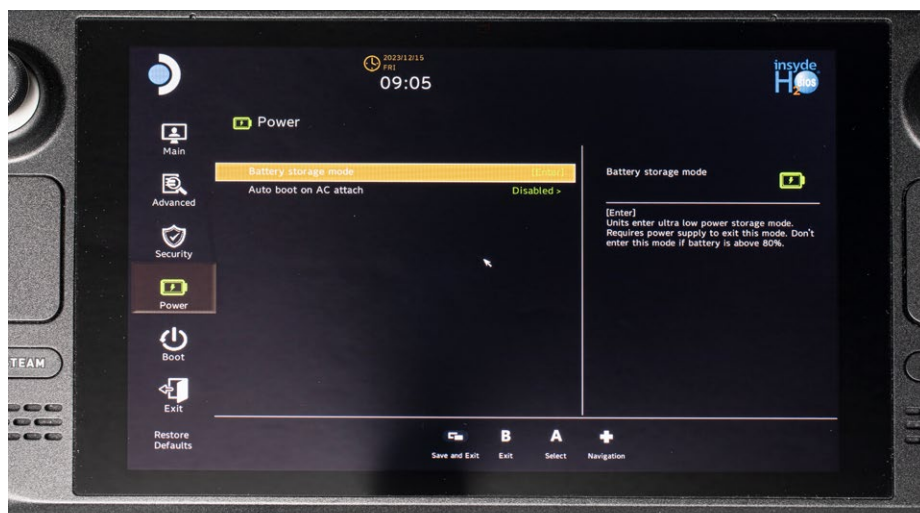 2023/12/15
FRI
09:05
insyde
H2O
BIOS
Power
Main
Advanced
Security
Power
Boot
Exit
Restore
Defaults
Battery storage mode [Enter]
Auto boot on AC attach Disabled >
Battery storage mode
[Enter]
Units enter ultra low power storage mode.
Requires power supply to exit this mode. Don't
enter this mode if battery is above 80%.
Save and Exit
B
Exit
A
Select
Navigation
STEAM